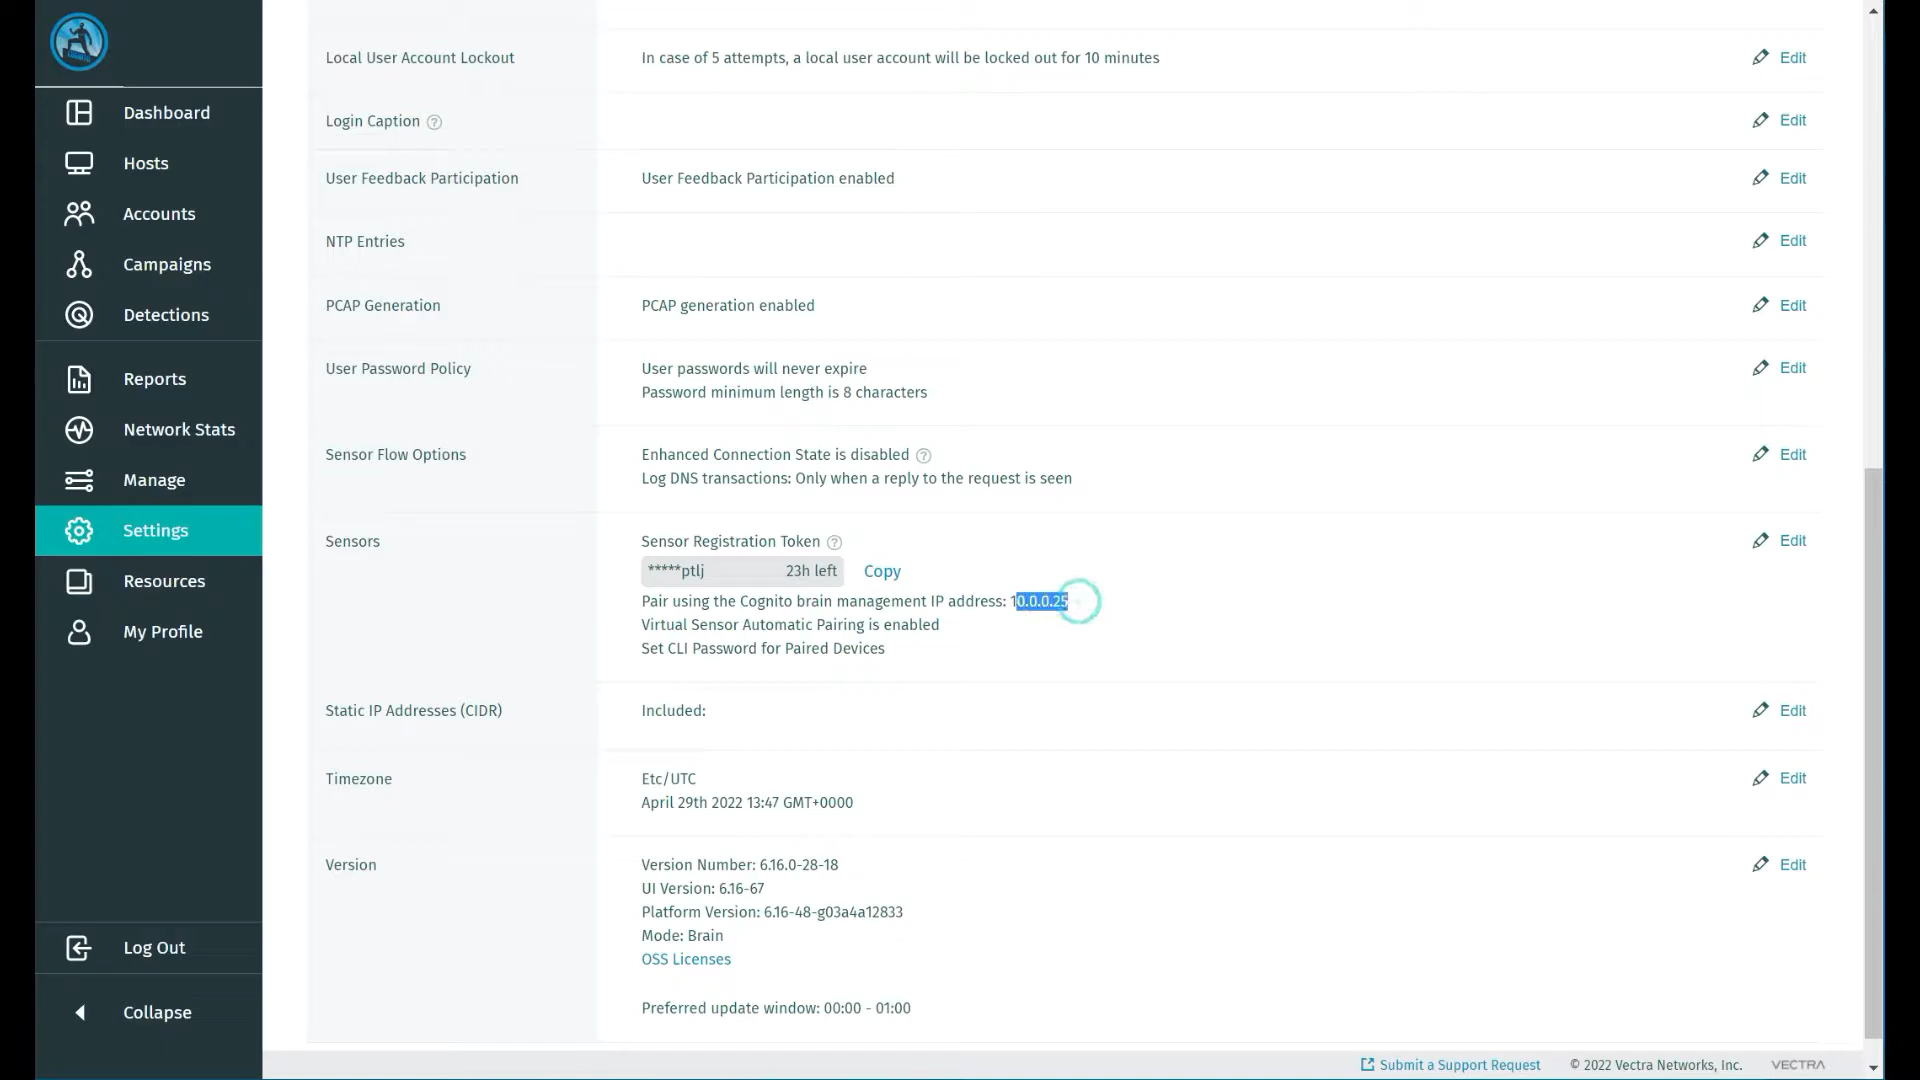 Dashboard
Hosts
Accounts
Campaigns
Detections
Reports
Network Stats
Manage
Settings
Resources
My Profile
Log Out
Collapse
Local User Account Lockout
In case of 5 attempts, a local user account will be locked out for 10 minutes
Edit
Login Caption ?
Edit
User Feedback Participation
User Feedback Participation enabled
Edit
NTP Entries
Edit
PCAP Generation
PCAP generation enabled
Edit
User Password Policy
User passwords will never expire
Password minimum length is 8 characters
Edit
Sensor Flow Options
Enhanced Connection State is disabled ?
Log DNS transactions: Only when a reply to the request is seen
Edit
Sensors
Sensor Registration Token ?
*****ptlj 23h left Copy
Pair using the Cognito brain management IP address: 10.0.0.25
Virtual Sensor Automatic Pairing is enabled
Set CLI Password for Paired Devices
Edit
Static IP Addresses (CIDR)
Included:
Edit
Timezone
Etc/UTC
April 29th 2022 13:47 GMT+0000
Edit
Version
Version Number: 6.16.0-28-18
UI Version: 6.16-67
Platform Version: 6.16-48-g03a4a12833
Mode: Brain
OSS Licenses
Preferred update window: 00:00 - 01:00
Edit
Submit a Support Request
© 2022 Vectra Networks, Inc.
VECTRA